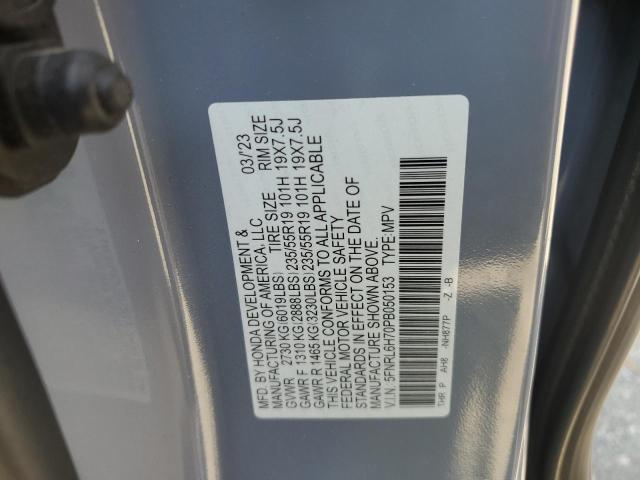 MFD. BY HONDA DEVELOPMENT & 03/'23
MANUFACTURING OF AMERICA, LLC TIRE SIZE RIM SIZE
GVWR 2730 KG(6019LBS) 235/55R19 101H 19X7.5J
GAWR F 1310 KG(2888LBS) 235/55R19 101H 19X7.5J
GAWR R 1465 KG(3230LBS)
THIS VEHICLE CONFORMS TO ALL APPLICABLE
FEDERAL MOTOR VEHICLE SAFETY
STANDARDS IN EFFECT ON THE DATE OF
MANUFACTURE SHOWN ABOVE.
V.I.N.: 5FNRL6H70PB050153 TYPE:MPV
THR P AH8 -NH877P -Z -B